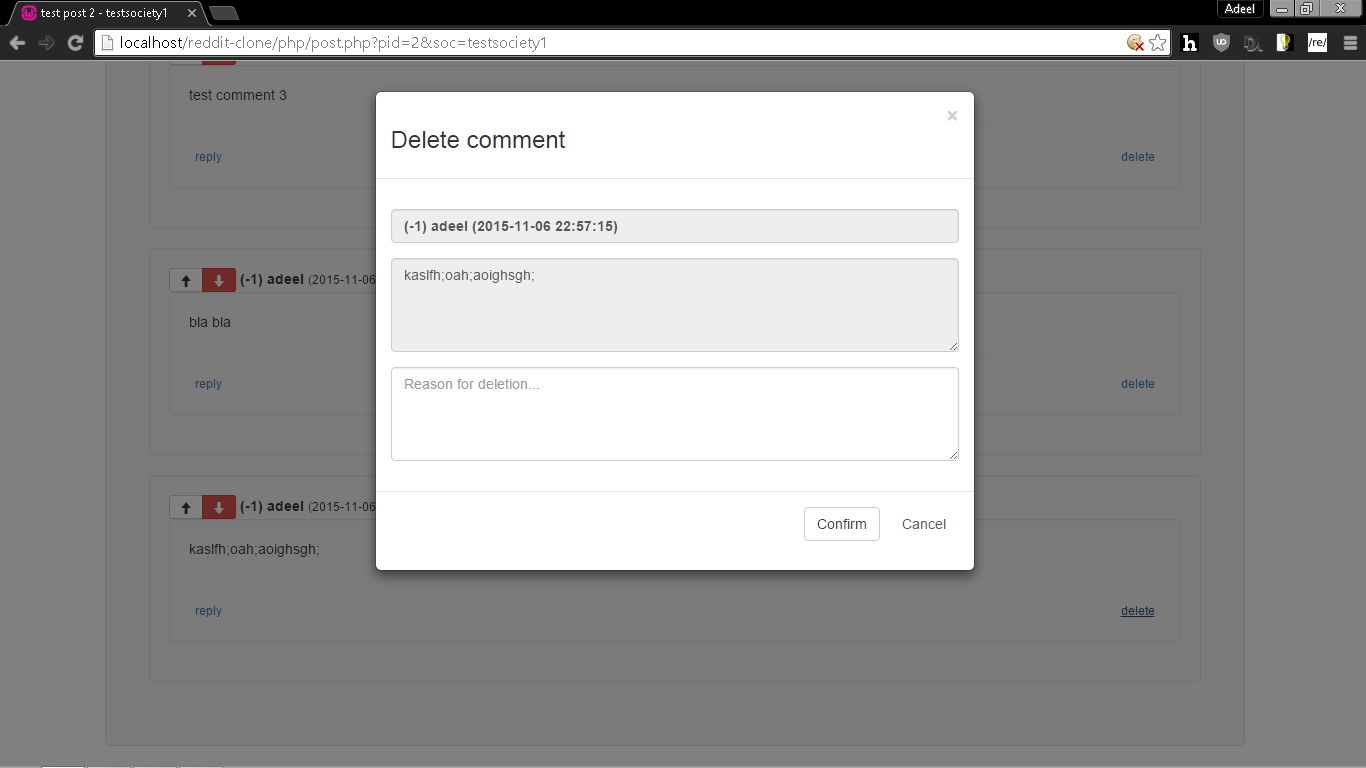 test post 2 - testsociety1
Adeel
localhost/reddit-clone/php/post.php?pid=2&soc=testsociety1
h
UO
/re/
test comment 3
reply
delete
Delete comment
×
(-1) adeel (2015-11-06 22:57:15)
kaslfh;oah;aoighsgh;
Reason for deletion...
Confirm
Cancel
(-1) adeel (2015-11-06
bla bla
reply
delete
(-1) adeel (2015-11-06
kaslfh;oah;aoighsgh;
reply
delete